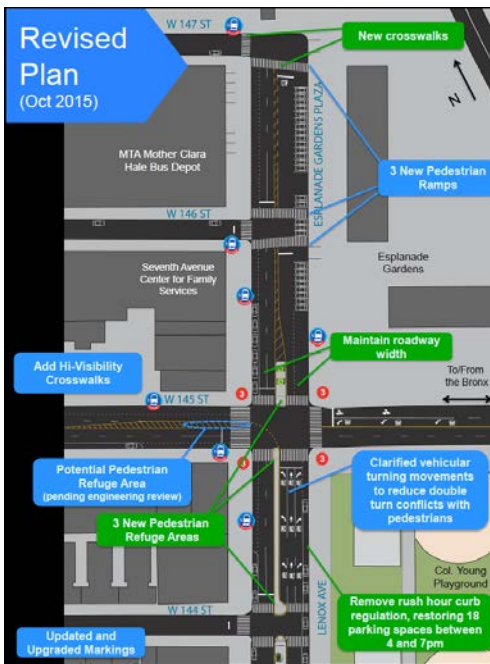 Revised
Plan
(Oct 2015)
W 147 ST
New crosswalks
N
ESPLANADE GARDENS PLAZA
MTA Mother Clara
Hale Bus Depot
3 New Pedestrian
Ramps
W 146 ST
Seventh Avenue
Center for Family
Services
Esplanade
Gardens
Maintain roadway
width
Add Hi-Visibility
Crosswalks
To/From
the Bronx
W 145 ST
3
3
3
3
Potential Pedestrian
Refuge Area
(pending engineering review)
Clarified vehicular
turning movements
to reduce double
turn conflicts with
pedestrians
3 New Pedestrian
Refuge Areas
Col. Young
Playground
W 144 ST
LENOX AVE
Remove rush hour curb
regulation, restoring 18
parking spaces between
4 and 7pm
Updated and
Upgraded Markings